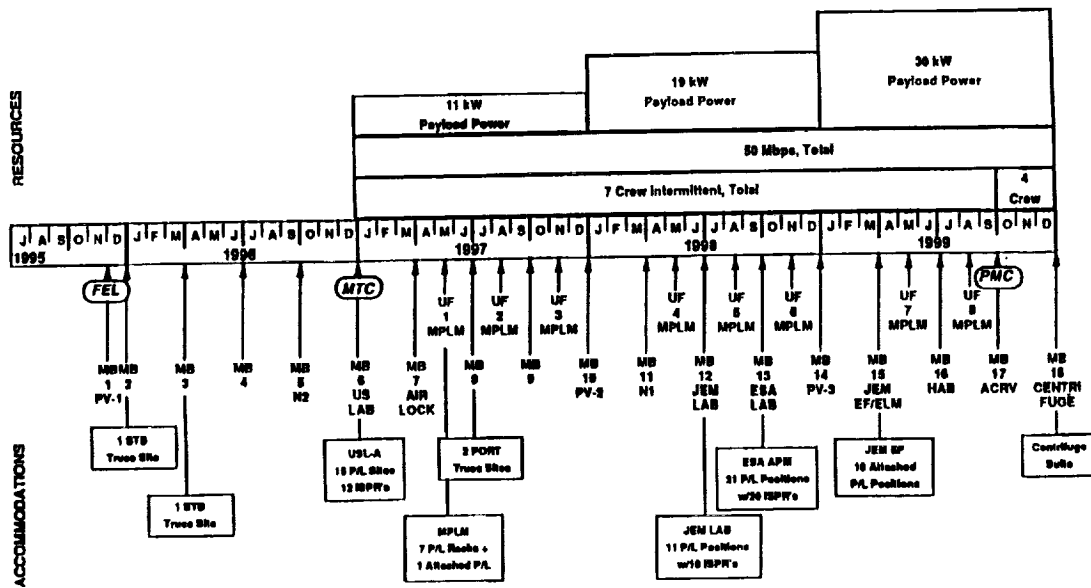 RESOURCES
30 kW
Payload Power
19 kW
Payload Power
11 kW
Payload Power
50 Mbps, Total
7 Crew Intermittent, Total
4
Crew
J A S O N D J F M A M J J A S O N D J F M A M J J A S O N D J F M A M J J A S O N D J F M A M J J A S O N D
1995 1996 1997 1998 1999
FEL
MTC
PMC
UF
1
MPLM
UF
2
MPLM
UF
3
MPLM
UF
4
MPLM
UF
5
MPLM
UF
6
MPLM
UF
7
MPLM
UF
8
MPLM
MB
1
PV-1
MB
2
MB
3
MB
4
MB
5
N2
MB
6
US
LAB
MB
7
AIR
LOCK
MB
MB
9
MB
10
PV-2
MB
11
N1
MB
12
JEM
LAB
MB
13
ESA
LAB
MB
14
PV-3
MB
15
JEM
EF/ELM
MB
16
HAB
MB
17
ACRV
MB
18
CENTRI
FUGE
ACCOMMODATIONS
1 STB
Truss Site
1 STB
Truss Site
USL-A
P/L Sites
12 ISPR's
MPLM
7 P/L Racks +
1 Attached P/L
2 PORT
Truss Sites
JEM LAB
11 P/L Positions
w/10 ISPR's
ESA APM
21 P/L Positions
w/20 ISPR's
JEM EF
10 Attached
P/L Positions
Centrifuge
Suite